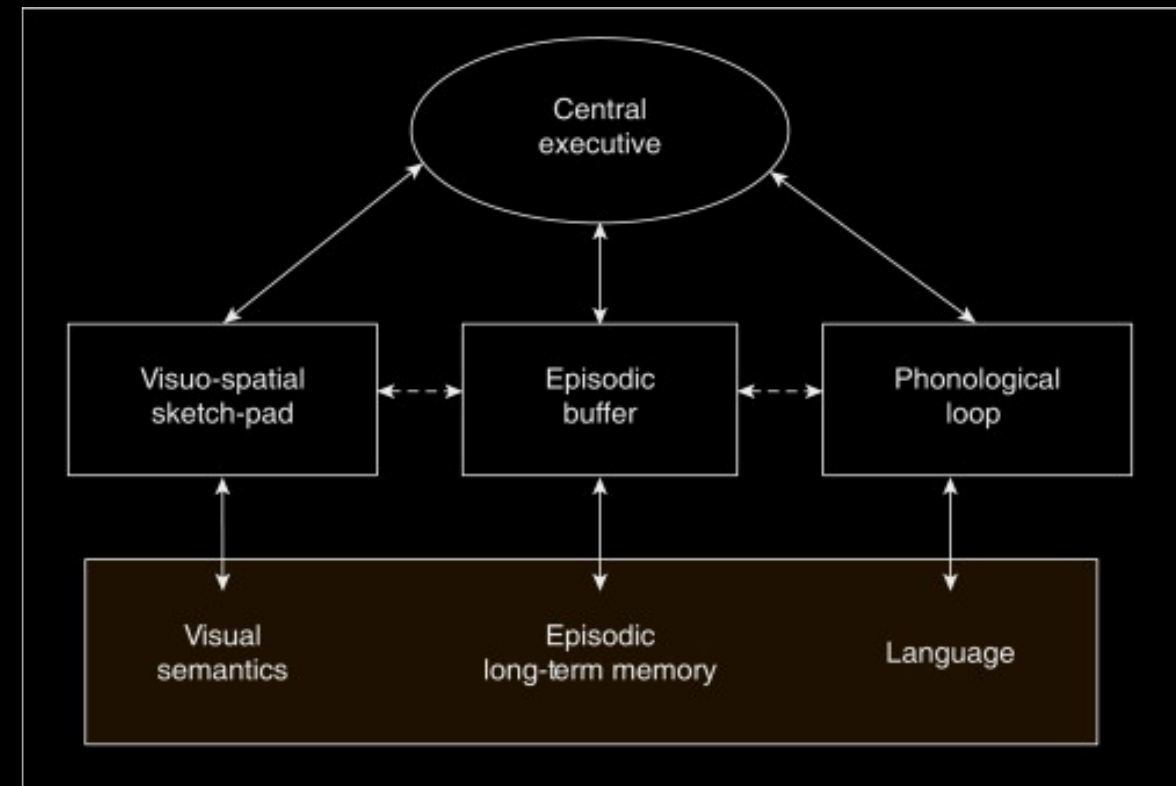 Central
executive
Visuo-spatial
sketch-pad
Episodic
buffer
Phonological
loop
Visual
semantics
Episodic
long-term memory
Language